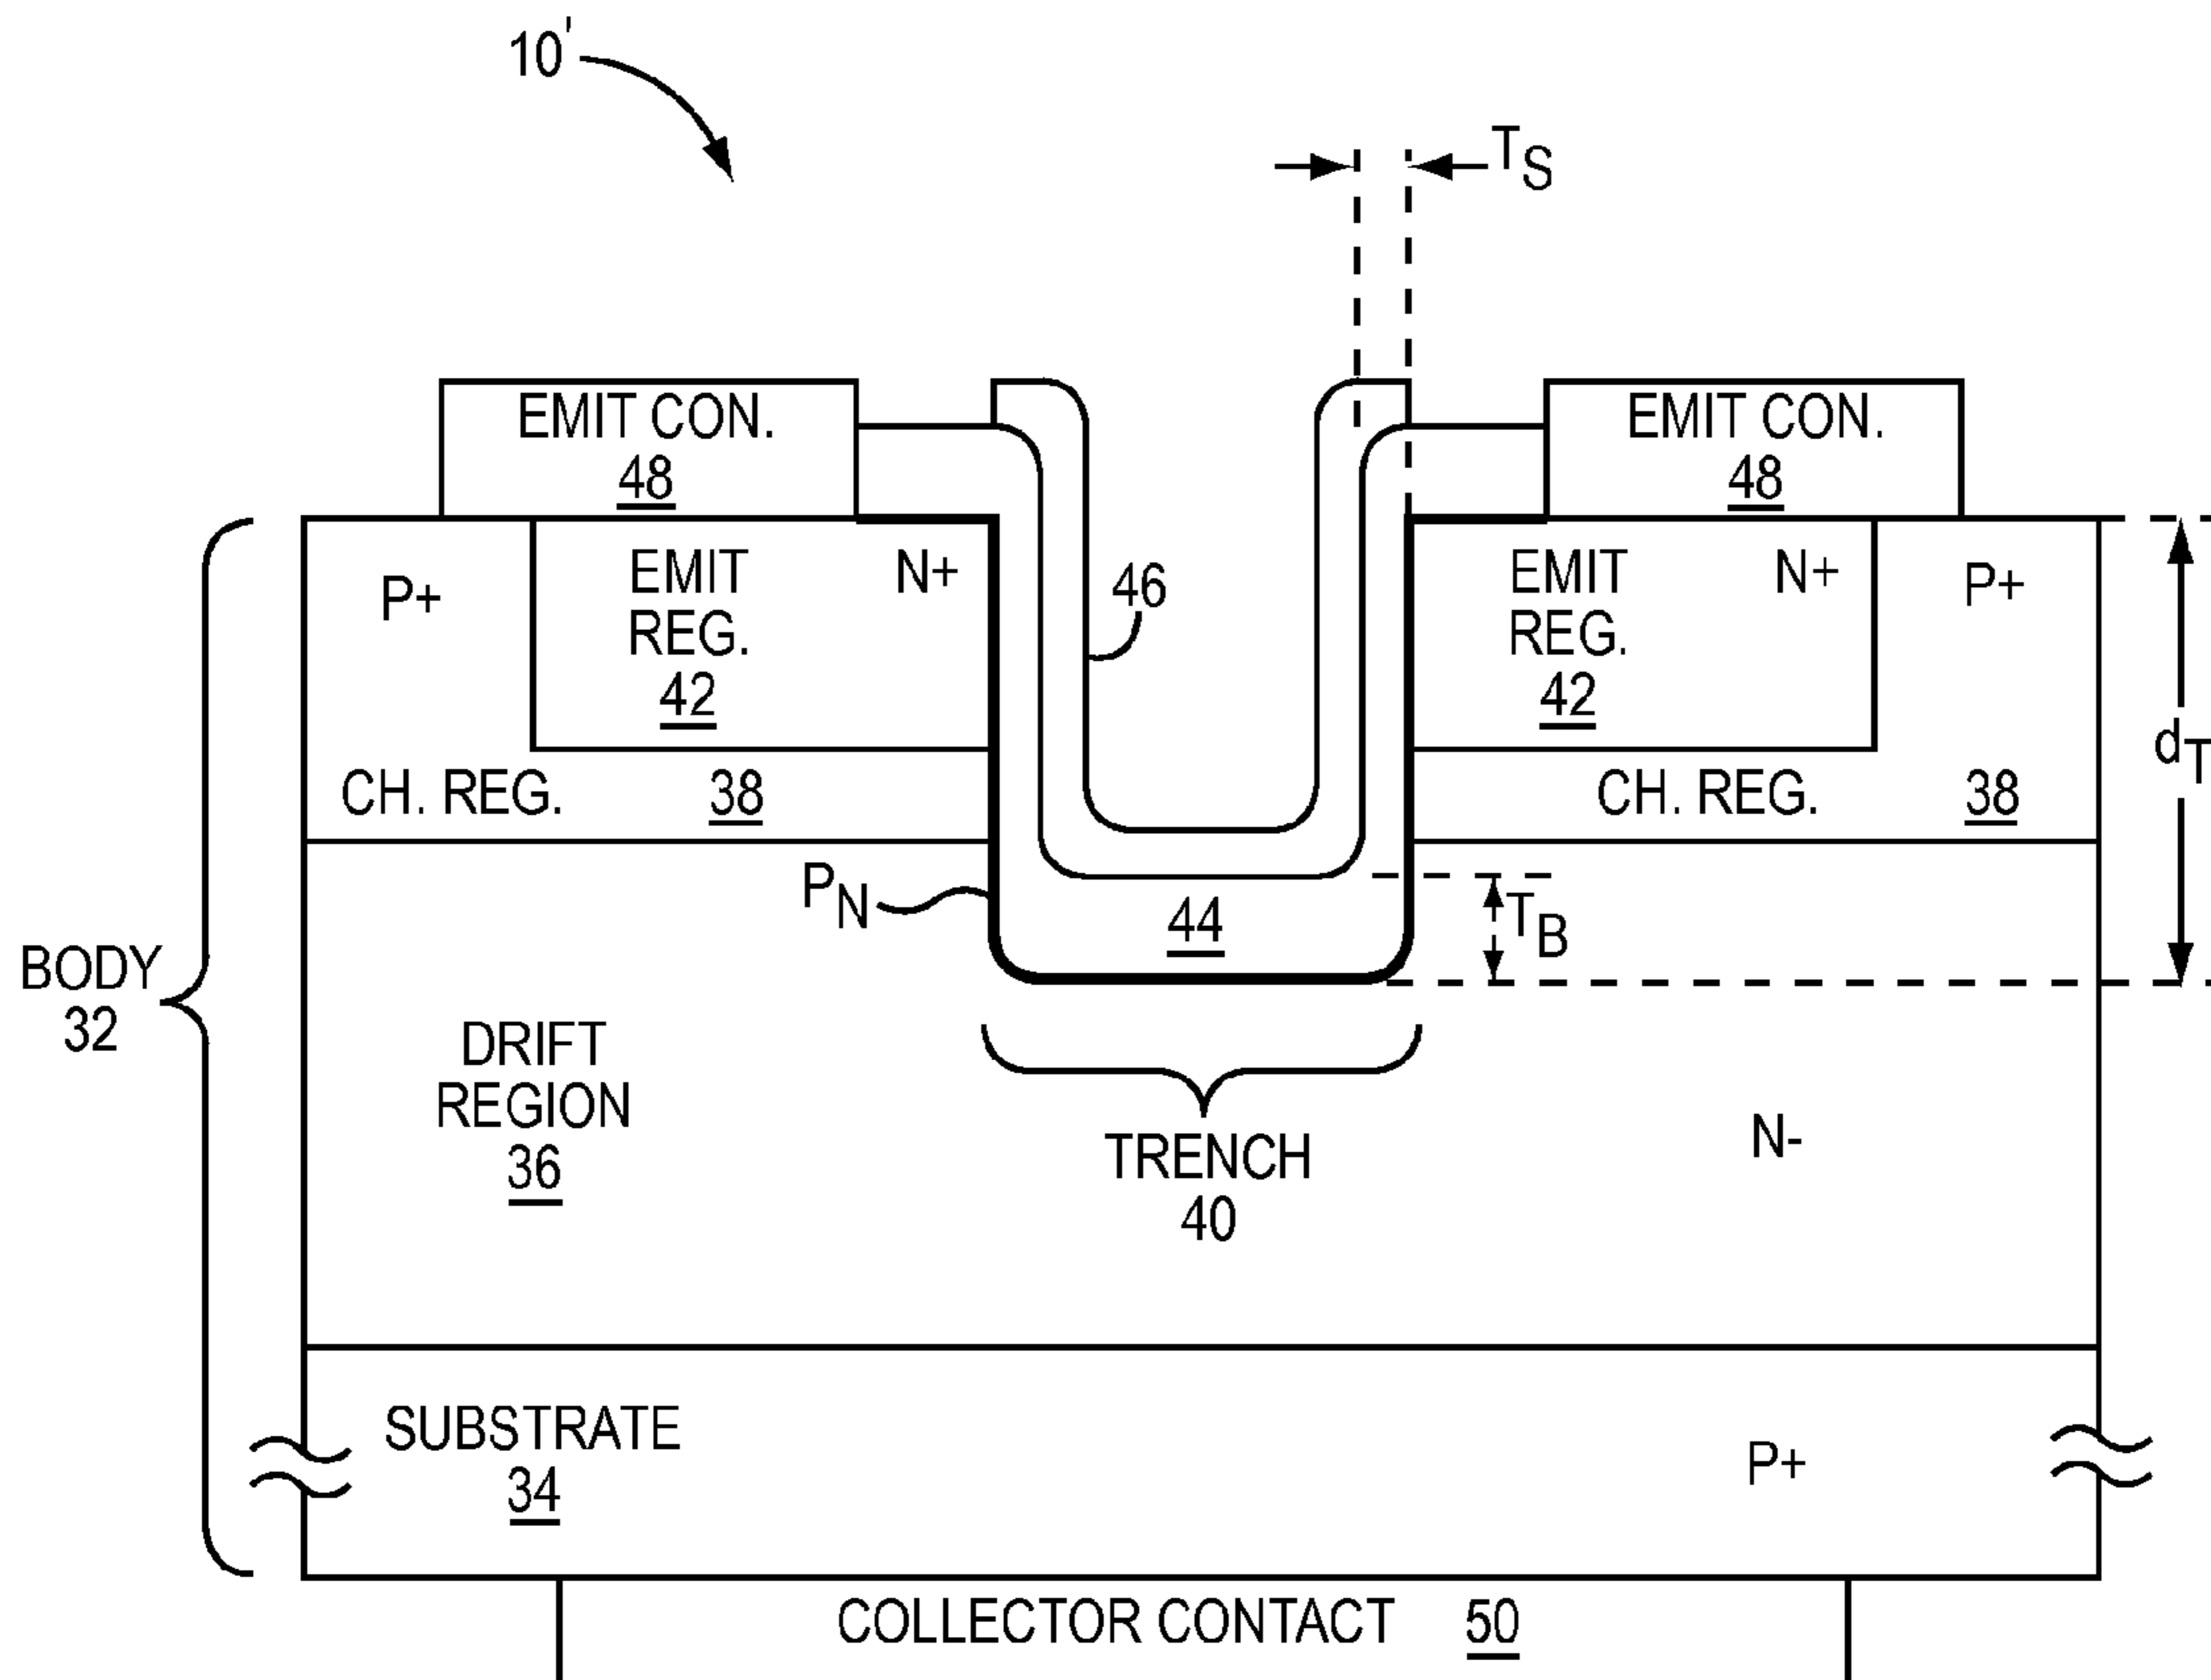 10'
TS
EMIT CON.
48
EMIT CON.
48
P+
EMIT
REG.
42
N+
46
EMIT
REG.
42
N+
P+
dT
CH. REG. 38
CH. REG. 38
PN
44
TB
BODY
32
DRIFT
REGION
36
TRENCH
40
N-
SUBSTRATE
34
P+
COLLECTOR CONTACT 50